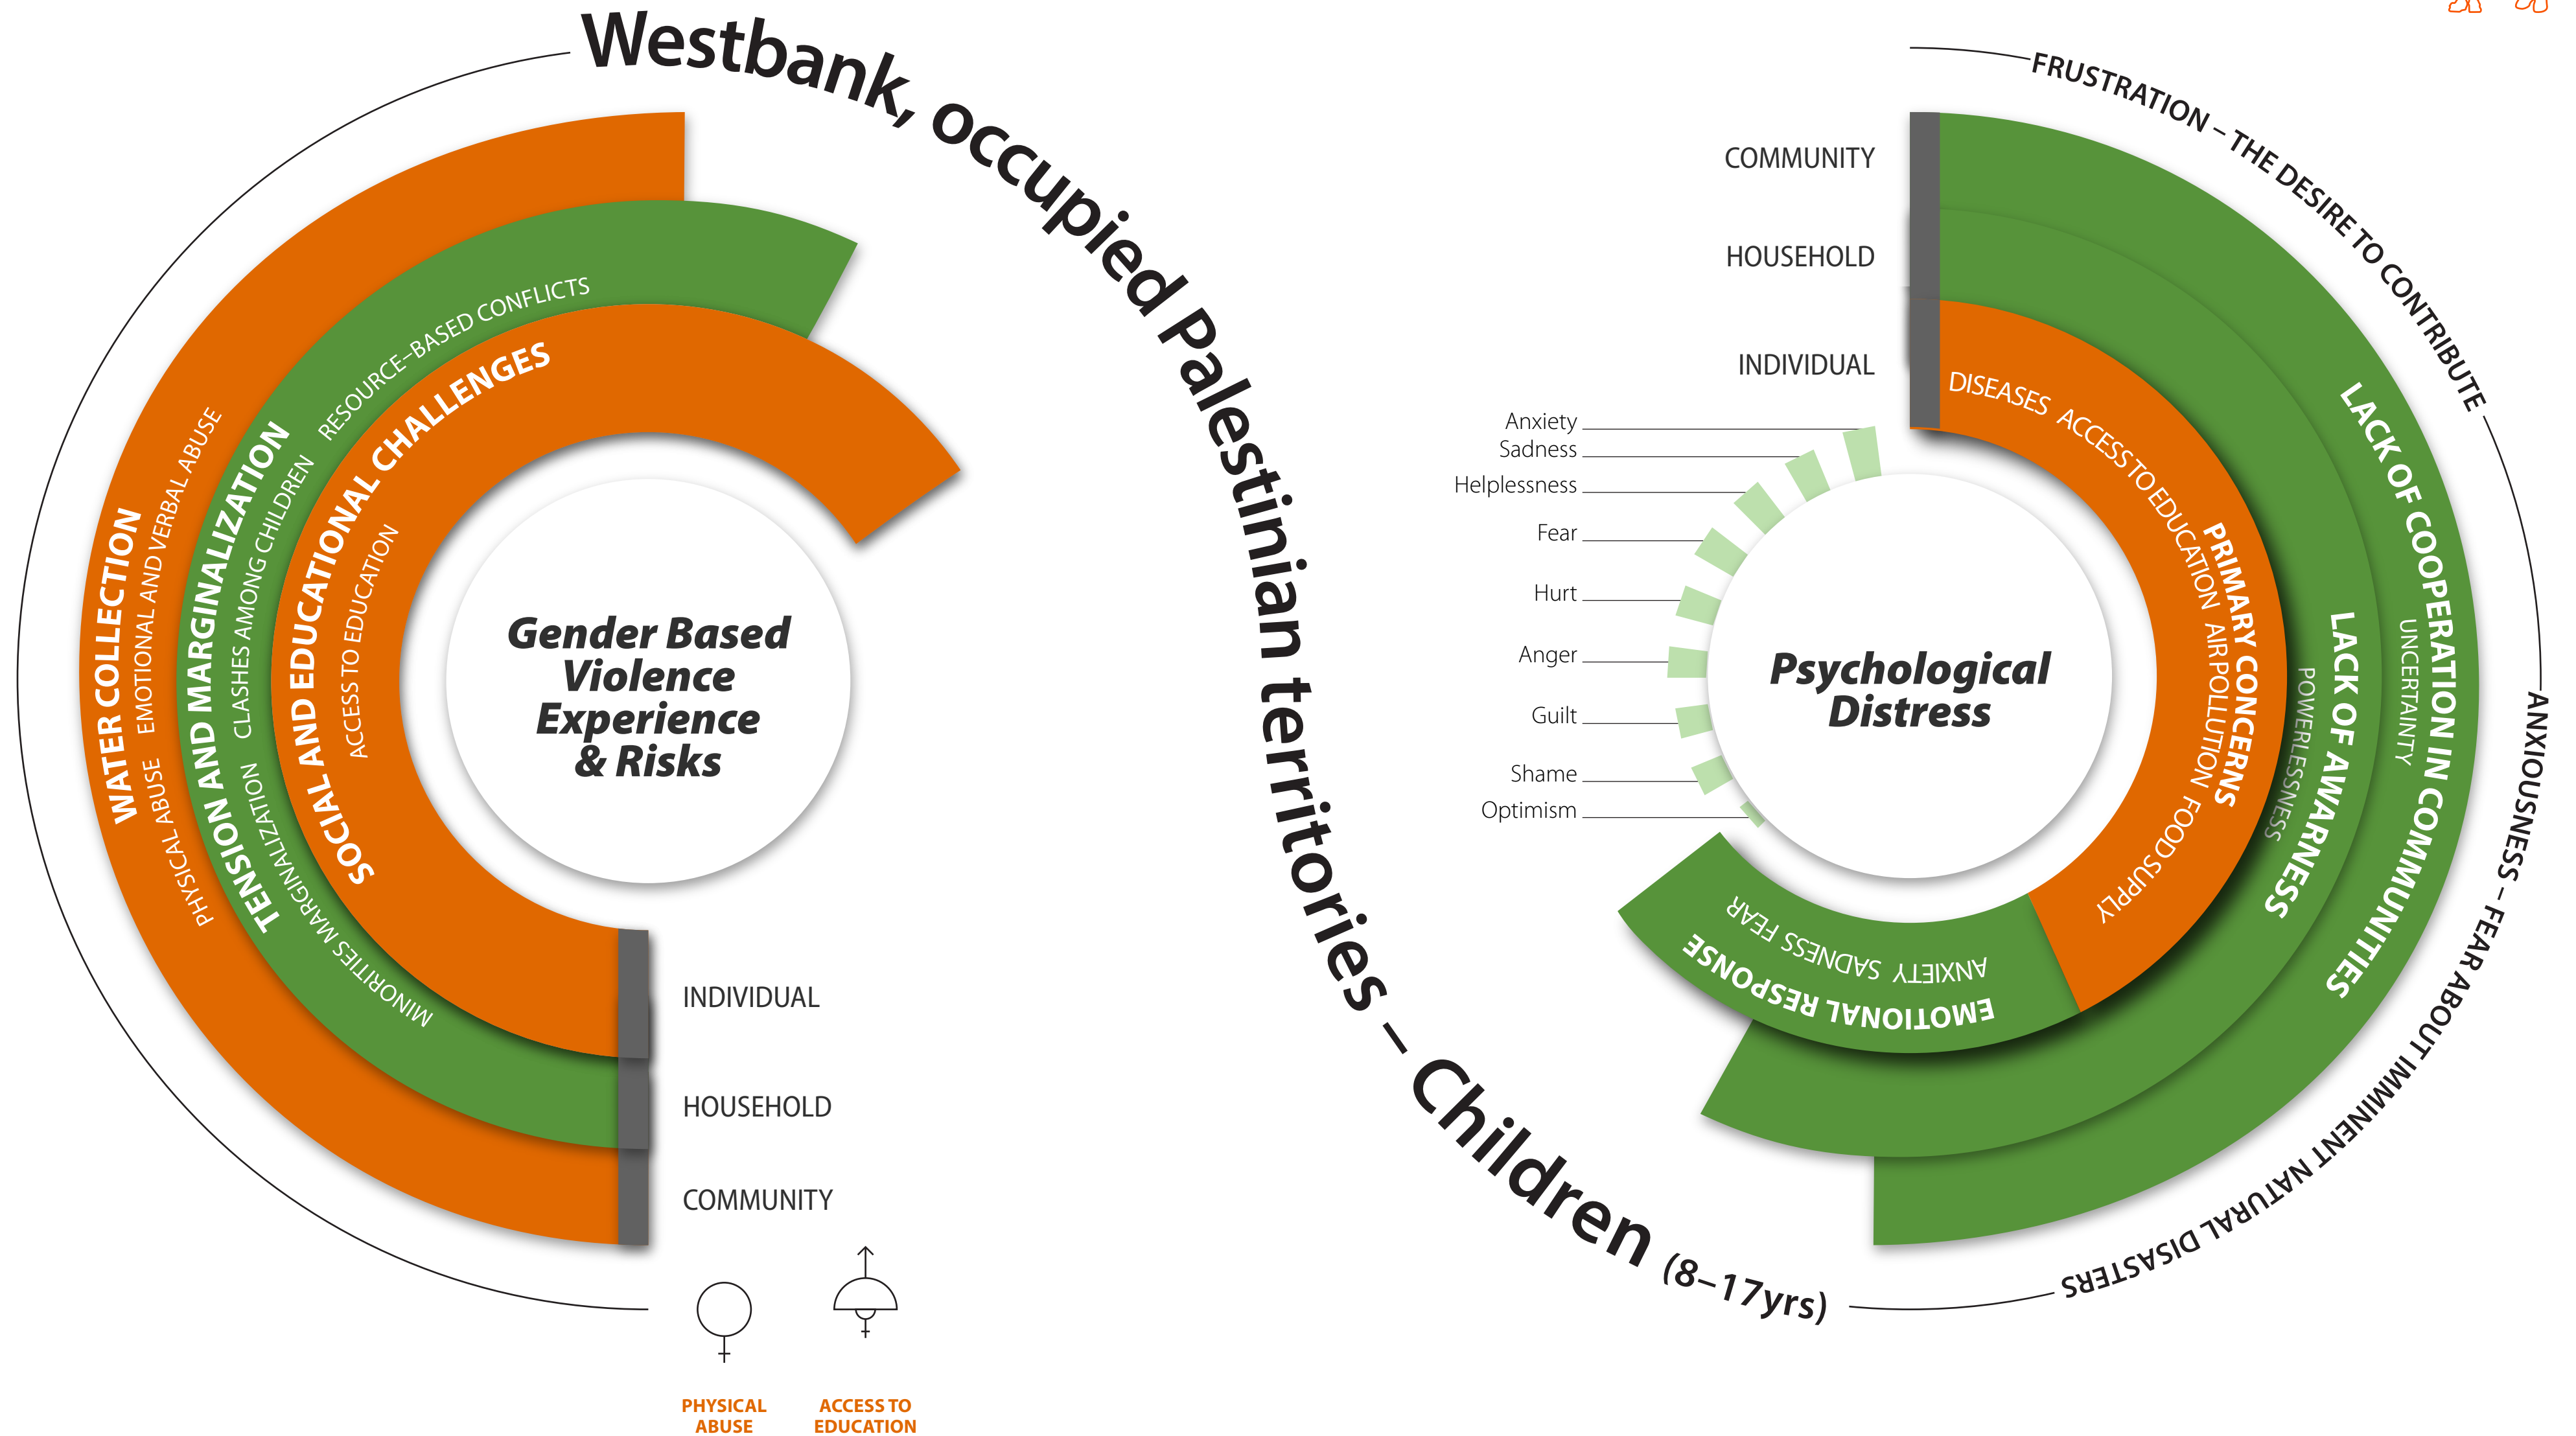 Westbank, occupied Palestinian territories – Children (8–17yrs)
WATER COLLECTION
PHYSICAL ABUSE EMOTIONAL AND VERBAL ABUSE
TENSION AND MARGINALIZATION
MINORITIES MARGINALIZATION CLASHES AMONG CHILDREN RESOURCE–BASED CONFLICTS
SOCIAL AND EDUCATIONAL CHALLENGES
ACCESS TO EDUCATION
Gender Based
Violence
Experience
& Risks
INDIVIDUAL
HOUSEHOLD
COMMUNITY
PHYSICAL
ABUSE
ACCESS TO
EDUCATION
COMMUNITY
HOUSEHOLD
INDIVIDUAL
Anxiety
Sadness
Helplessness
Fear
Hurt
Anger
Guilt
Shame
Optimism
Psychological
Distress
DISEASES ACCESS TO EDUCATION AIR POLLUTION FOOD SUPPLY
PRIMARY CONCERNS
EMOTIONAL RESPONSE
ANXIETY SADNESS FEAR
LACK OF AWARNESS
POWERLESSNESS
LACK OF COOPERATION IN COMMUNITIES
UNCERTAINTY
FRUSTRATION – THE DESIRE TO CONTRIBUTE
ANXIOUSNESS – FEAR ABOUT IMMINENT NATURAL DISASTERS